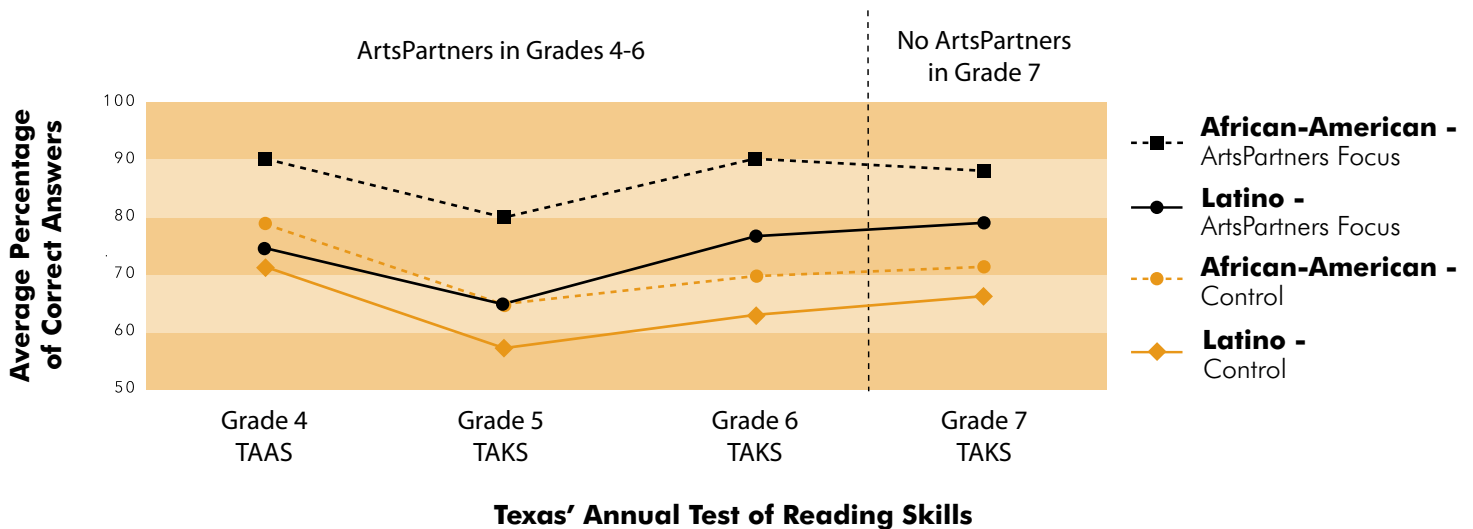 ArtsPartners in Grades 4-6
No ArtsPartners
in Grade 7
Average Percentage
of Correct Answers
100
90
80
70
60
50
African-American -
ArtsPartners Focus
Latino -
ArtsPartners Focus
African-American -
Control
Latino -
Control
Grade 4
TAAS
Grade 5
TAKS
Grade 6
TAKS
Grade 7
TAKS
Texas’ Annual Test of Reading Skills